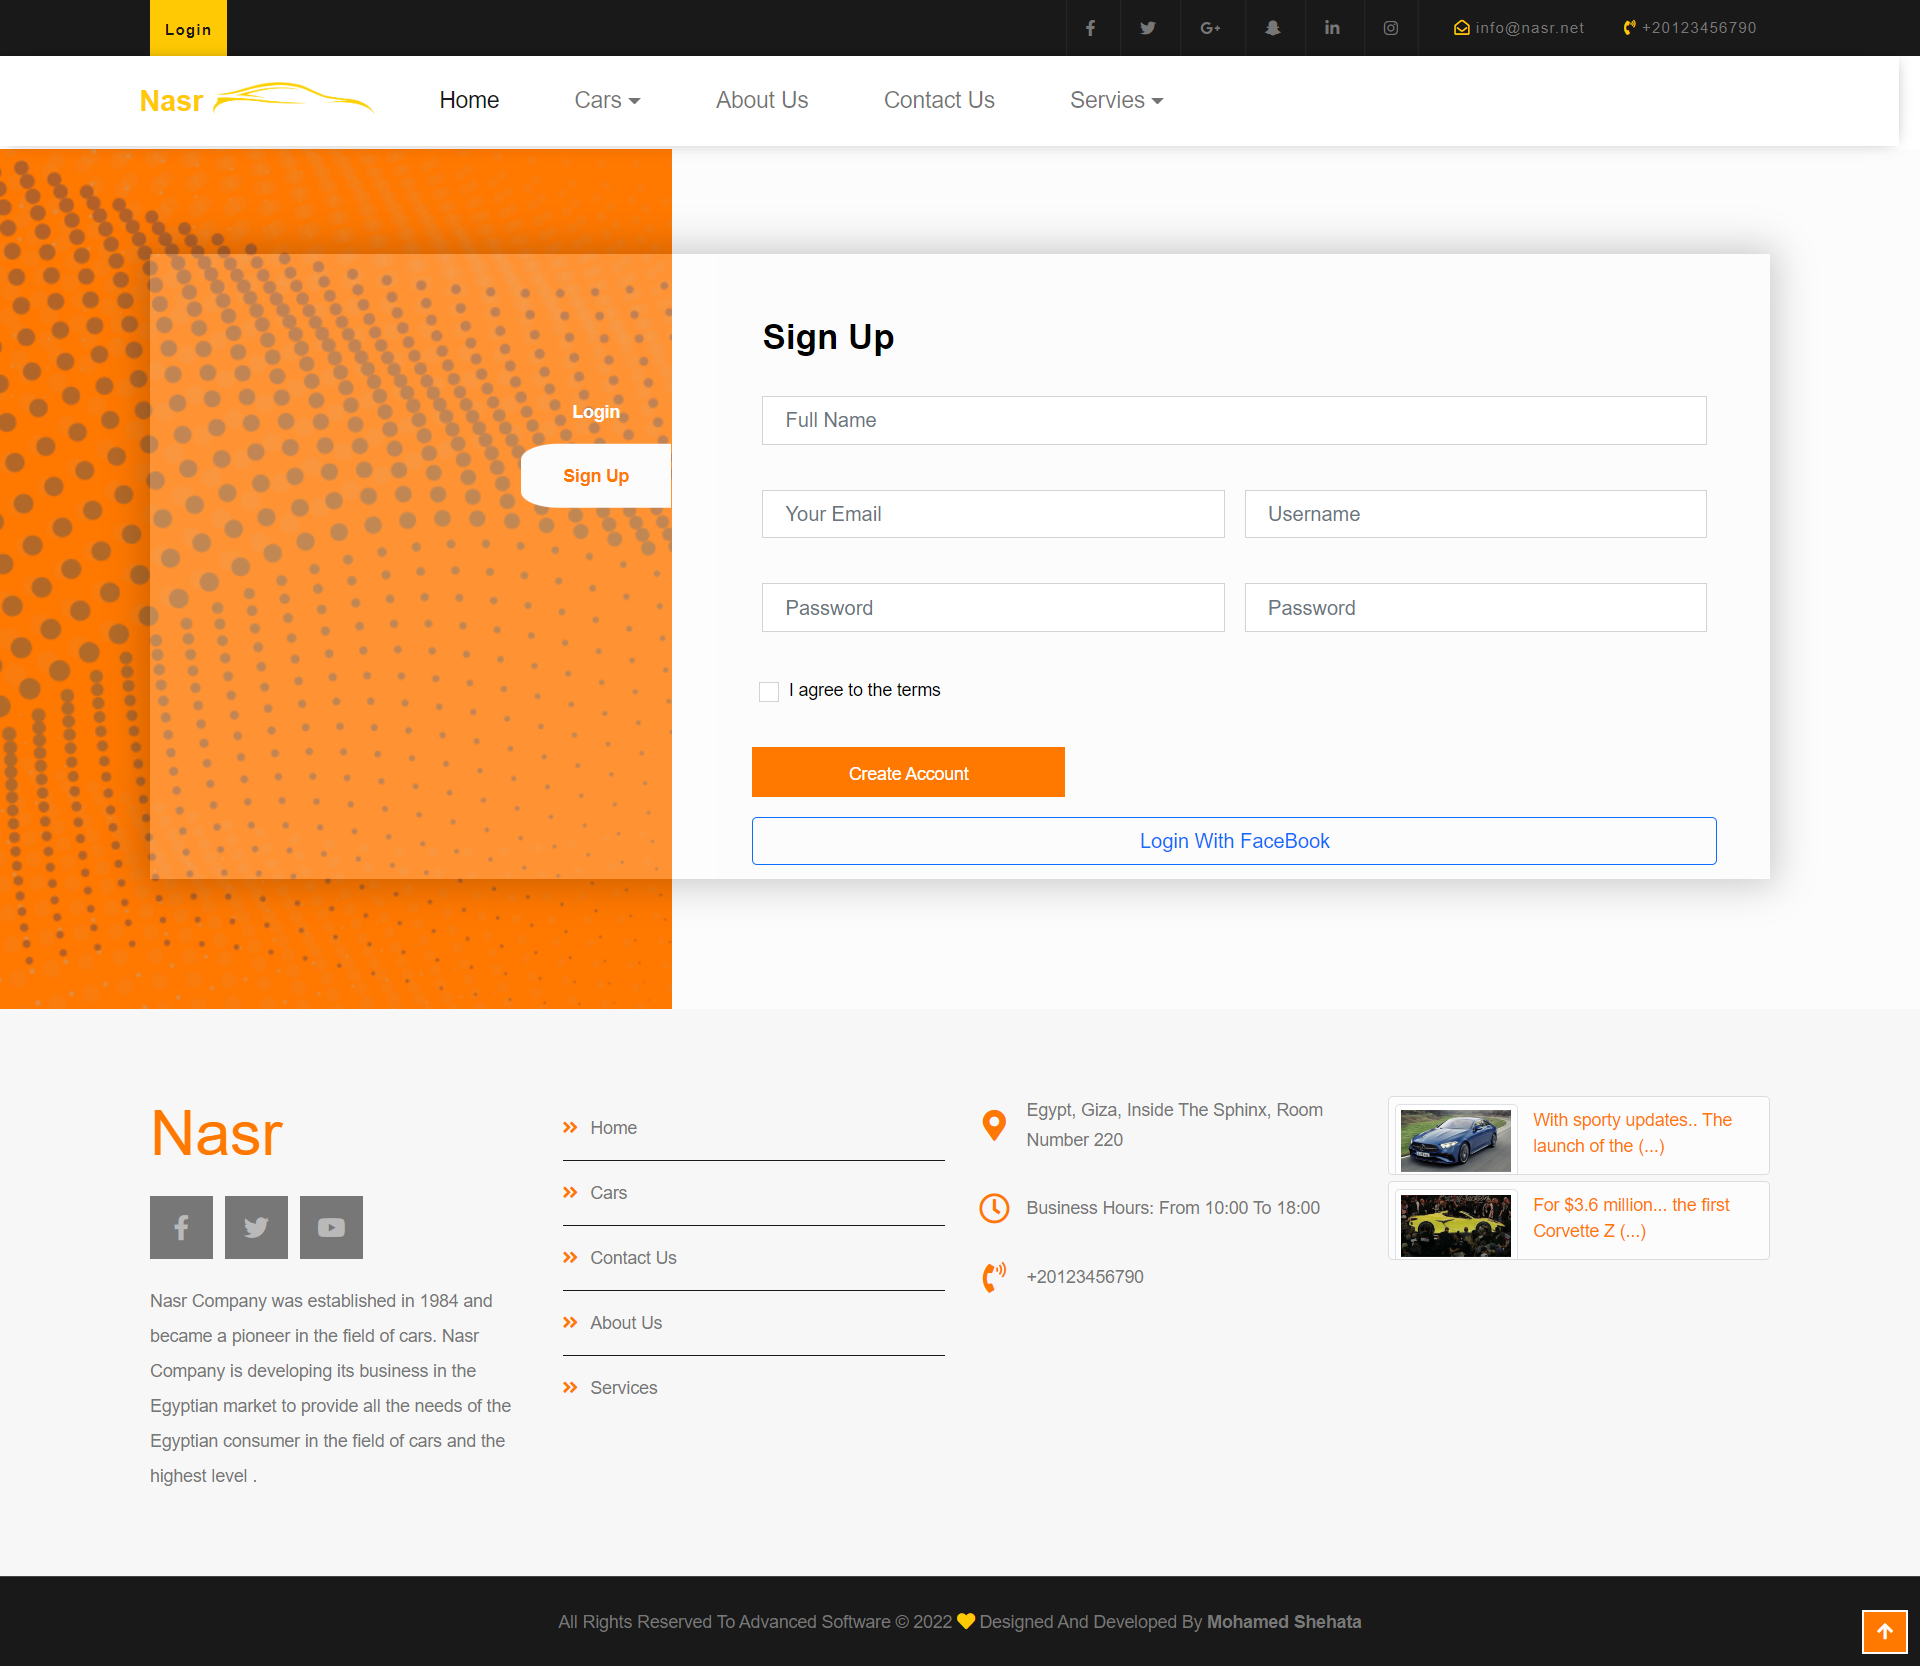 Login
info@nasr.net
+20123456790
Nasr
Home
Cars
About Us
Contact Us
Servies
Login
Sign Up
Sign Up
Full Name
Your Email
Username
Password
Password
I agree to the terms
Create Account
Login With FaceBook
Nasr
Nasr Company was established in 1984 and
became a pioneer in the field of cars. Nasr
Company is developing its business in the
Egyptian market to provide all the needs of the
Egyptian consumer in the field of cars and the
highest level .
Home
Cars
Contact Us
About Us
Services
Egypt, Giza, Inside The Sphinx, Room
Number 220
Business Hours: From 10:00 To 18:00
+20123456790
With sporty updates.. The
launch of the (...)
For $3.6 million... the first
Corvette Z (...)
All Rights Reserved To Advanced Software © 2022 Designed And Developed By Mohamed Shehata